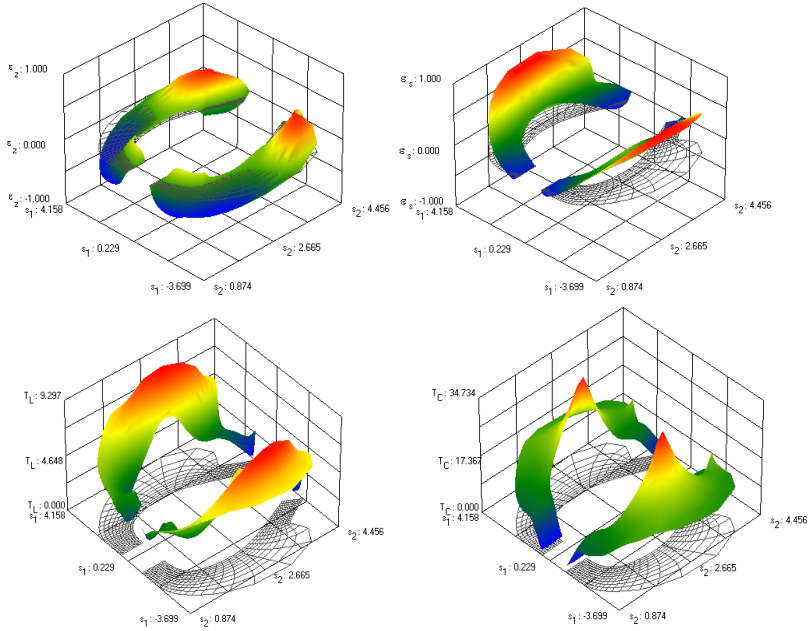 ε_z: 1.000
ε_z: 0.000
ε_z: -1.000
s_1: 4.158
s_1: 0.229
s_1: -3.699
s_2: 0.874
s_2: 2.665
s_2: 4.456
1.000
0.000
-1.000
s_1: 4.158
s_1: 0.229
s_1: -3.699
s_2: 0.874
s_2: 2.665
s_2: 4.456
T_L: 9.297
T_L: 4.648
T_L: 0.000
s_1: 4.158
s_1: 0.229
s_1: -3.699
s_2: 0.874
s_2: 2.665
s_2: 4.456
T_C: 34.734
T_C: 17.367
T_C: 0.000
s_1: 4.158
s_1: 0.229
s_1: -3.699
s_2: 0.874
s_2: 2.665
s_2: 4.456